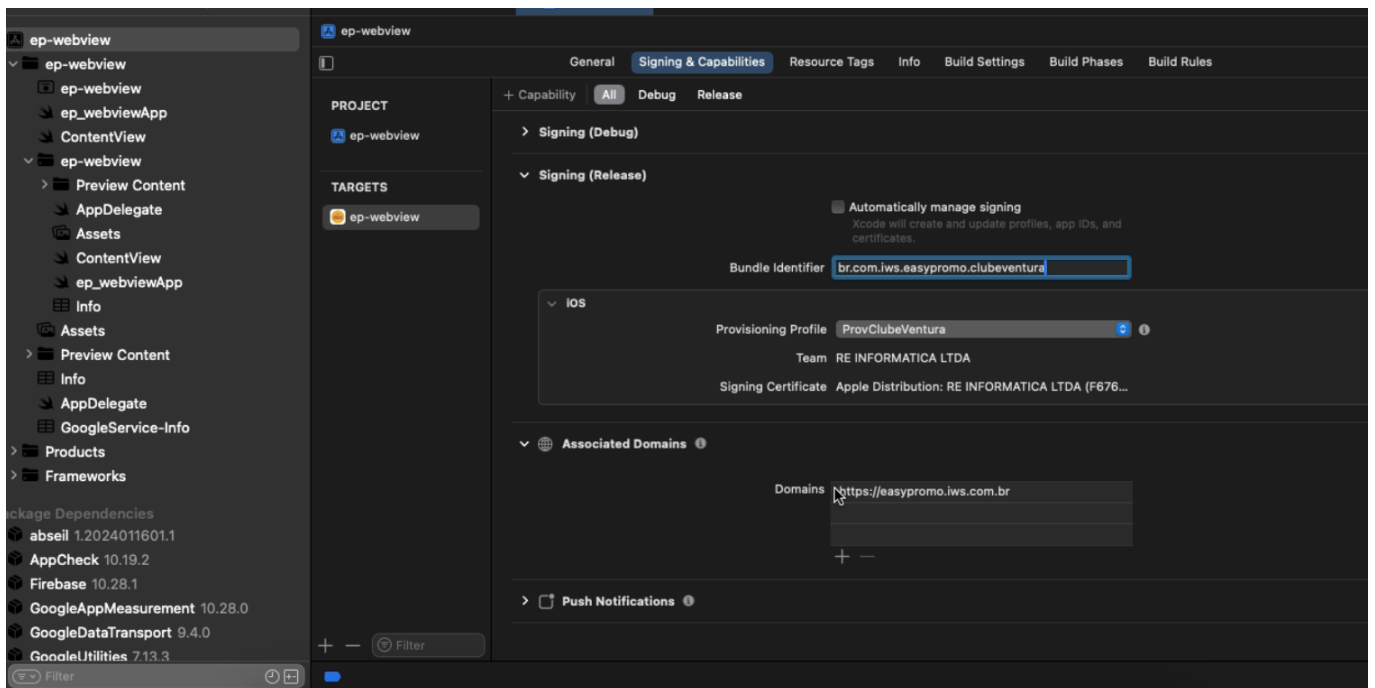 ep-webview
ep-webview
ep-webview
ep_webviewApp
ContentView
ep-webview
Preview Content
AppDelegate
Assets
ContentView
ep_webviewApp
Info
Assets
Preview Content
Info
AppDelegate
GoogleService-Info
Products
Frameworks
ackage Dependencies
abseil 1.2024011601.1
AppCheck 10.19.2
Firebase 10.28.1
GoogleAppMeasurement 10.28.0
GoogleDataTransport 9.4.0
GoogleUtilities 7.13.3
Filter
ep-webview
General Signing & Capabilities Resource Tags Info Build Settings Build Phases Build Rules
PROJECT
ep-webview
TARGETS
ep-webview
Filter
+ Capability All Debug Release
Signing (Debug)
Signing (Release)
Automatically manage signing
Xcode will create and update profiles, app IDs, and
certificates.
Bundle Identifier br.com.iws.easypromo.clubeventura
iOS
Provisioning Profile ProvClubeVentura
Team RE INFORMATICA LTDA
Signing Certificate Apple Distribution: RE INFORMATICA LTDA (F676...
Associated Domains
Domains https://easypromo.iws.com.br
Push Notifications